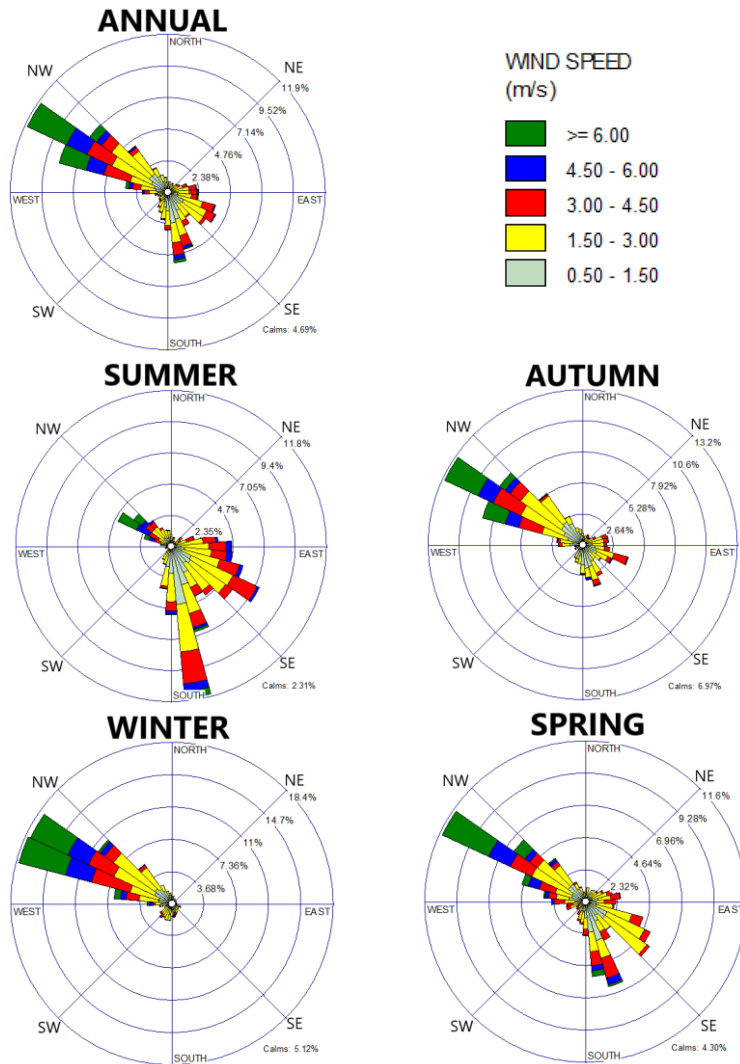 ANNUAL
NORTH
NW
NE
11.9%
9.52%
7.14%
4.76%
2.38%
WEST
EAST
SW
SE
SOUTH
Calms: 4.69%
WIND SPEED
(m/s)
>= 6.00
4.50 - 6.00
3.00 - 4.50
1.50 - 3.00
0.50 - 1.50
SUMMER
NORTH
NW
NE
11.8%
9.4%
7.05%
4.7%
2.35%
WEST
EAST
SW
SE
SOUTH
Calms: 2.31%
AUTUMN
NORTH
NW
NE
13.2%
10.6%
7.92%
5.28%
2.64%
WEST
EAST
SW
SE
SOUTH
Calms: 6.97%
WINTER
NORTH
NW
NE
18.4%
14.7%
11%
7.36%
3.68%
WEST
EAST
SW
SE
SOUTH
Calms: 5.12%
SPRING
NORTH
NW
NE
11.6%
9.28%
6.96%
4.64%
2.32%
WEST
EAST
SW
SE
SOUTH
Calms: 4.30%